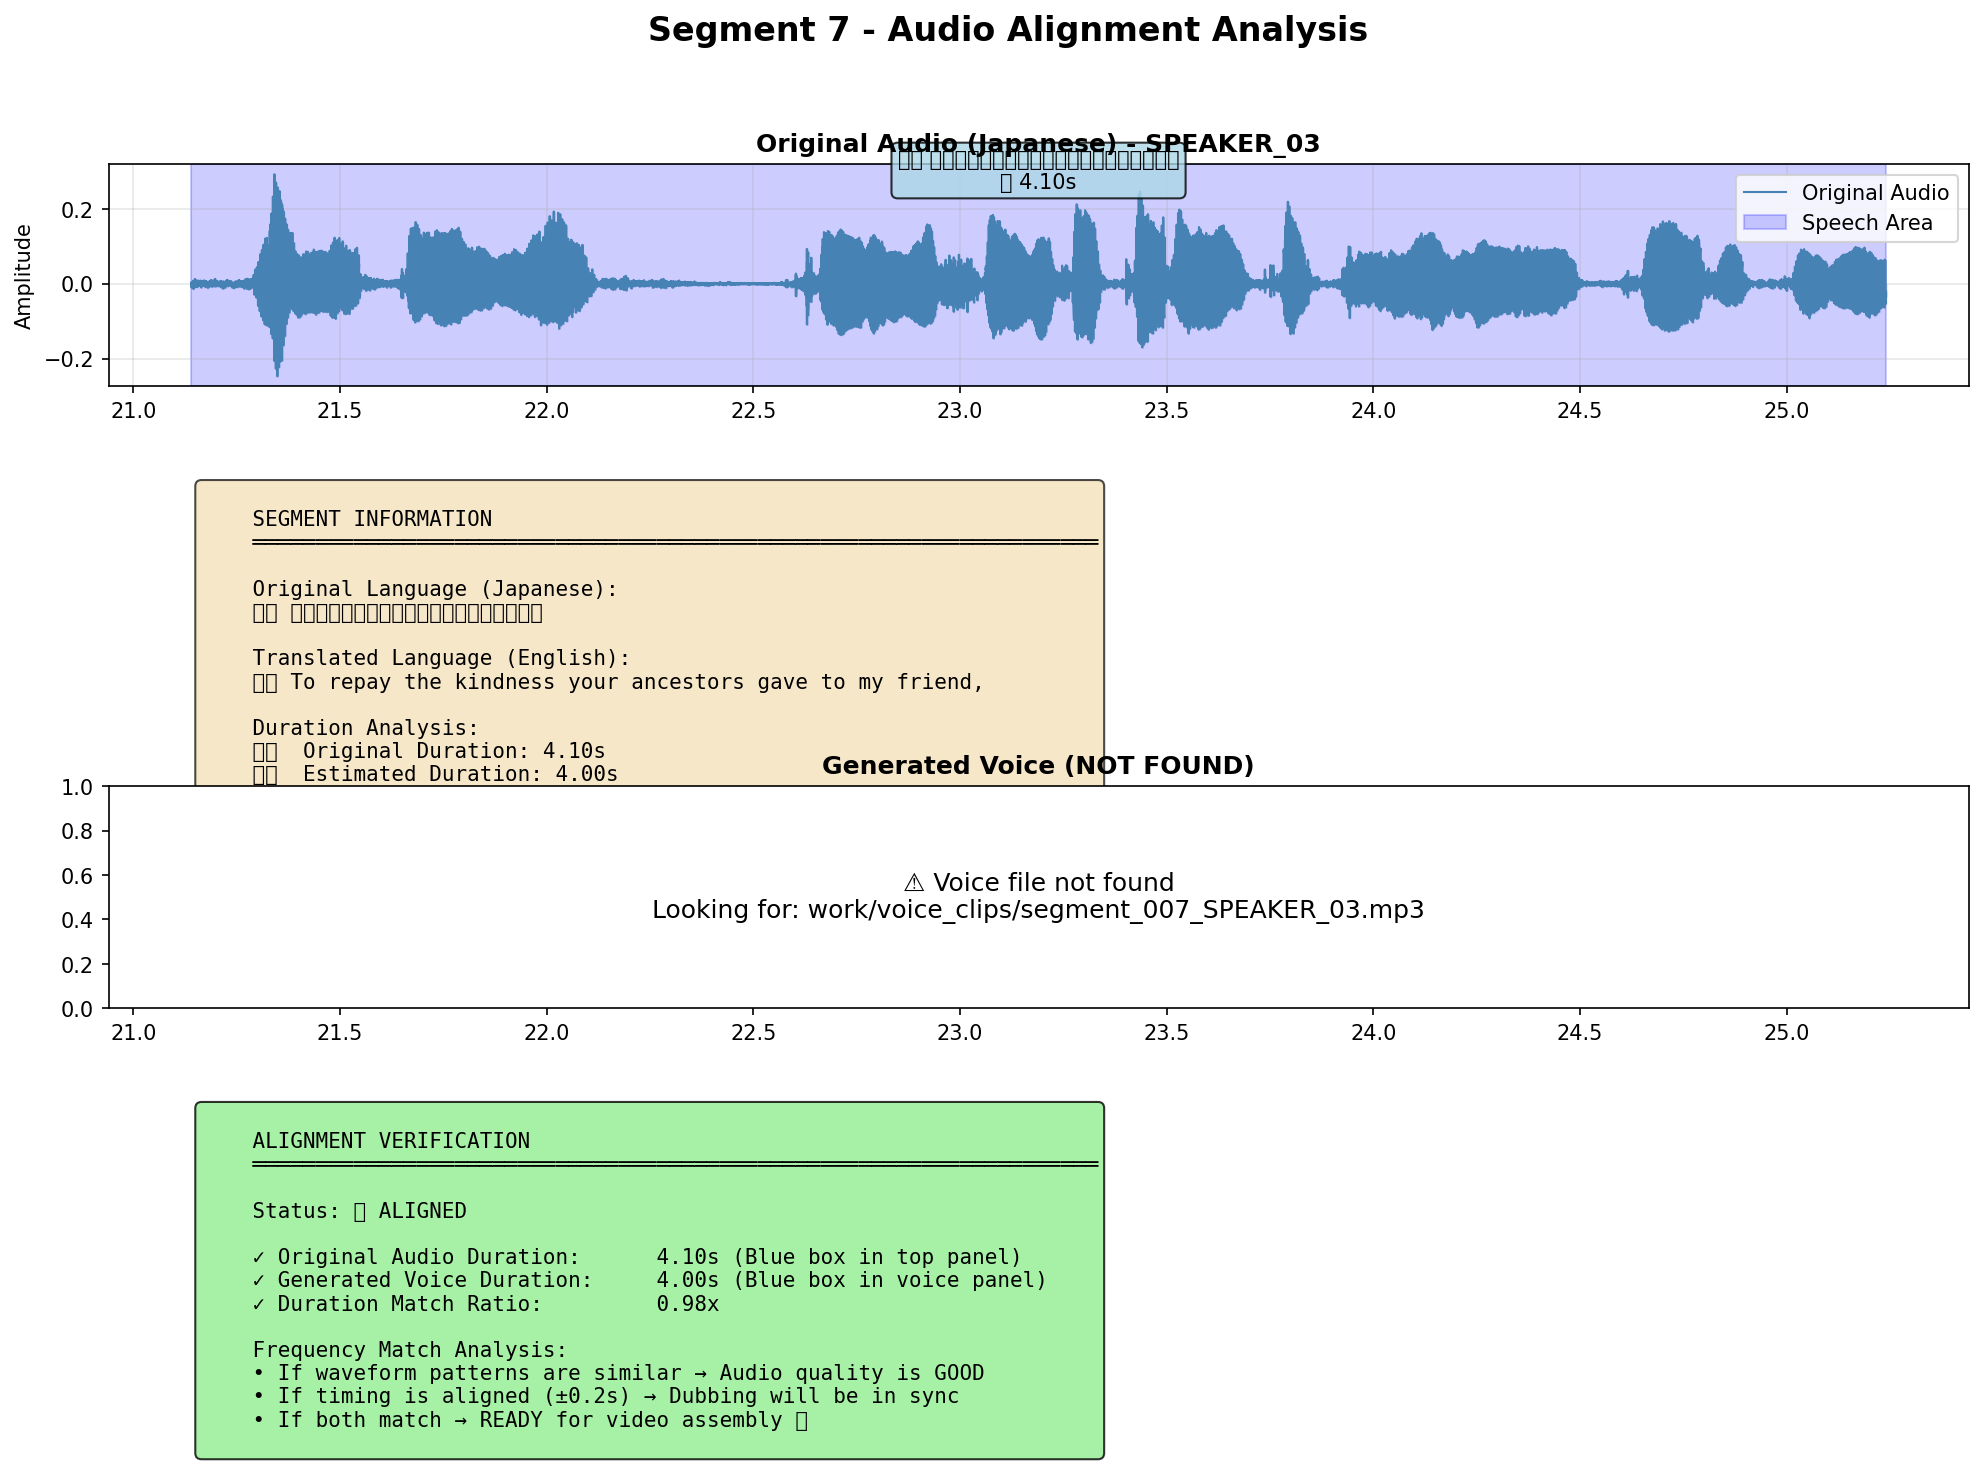 Segment 7 - Audio Alignment Analysis
Original Audio (Japanese) - SPEAKER_03
4.10s
Original Audio
Speech Area
Amplitude
0.2
0.0
−0.2
21.0 21.5 22.0 22.5 23.0 23.5 24.0 24.5 25.0
SEGMENT INFORMATION
Original Language (Japanese):
Translated Language (English):
To repay the kindness your ancestors gave to my friend,
Duration Analysis:
Original Duration: 4.10s
Estimated Duration: 4.00s
Generated Voice (NOT FOUND)
1.0
0.8
0.6
0.4
0.2
0.0
⚠ Voice file not found
Looking for: work/voice_clips/segment_007_SPEAKER_03.mp3
21.0 21.5 22.0 22.5 23.0 23.5 24.0 24.5 25.0
ALIGNMENT VERIFICATION
Status: ALIGNED
✓ Original Audio Duration: 4.10s (Blue box in top panel)
✓ Generated Voice Duration: 4.00s (Blue box in voice panel)
✓ Duration Match Ratio: 0.98x
Frequency Match Analysis:
• If waveform patterns are similar → Audio quality is GOOD
• If timing is aligned (±0.2s) → Dubbing will be in sync
• If both match → READY for video assembly